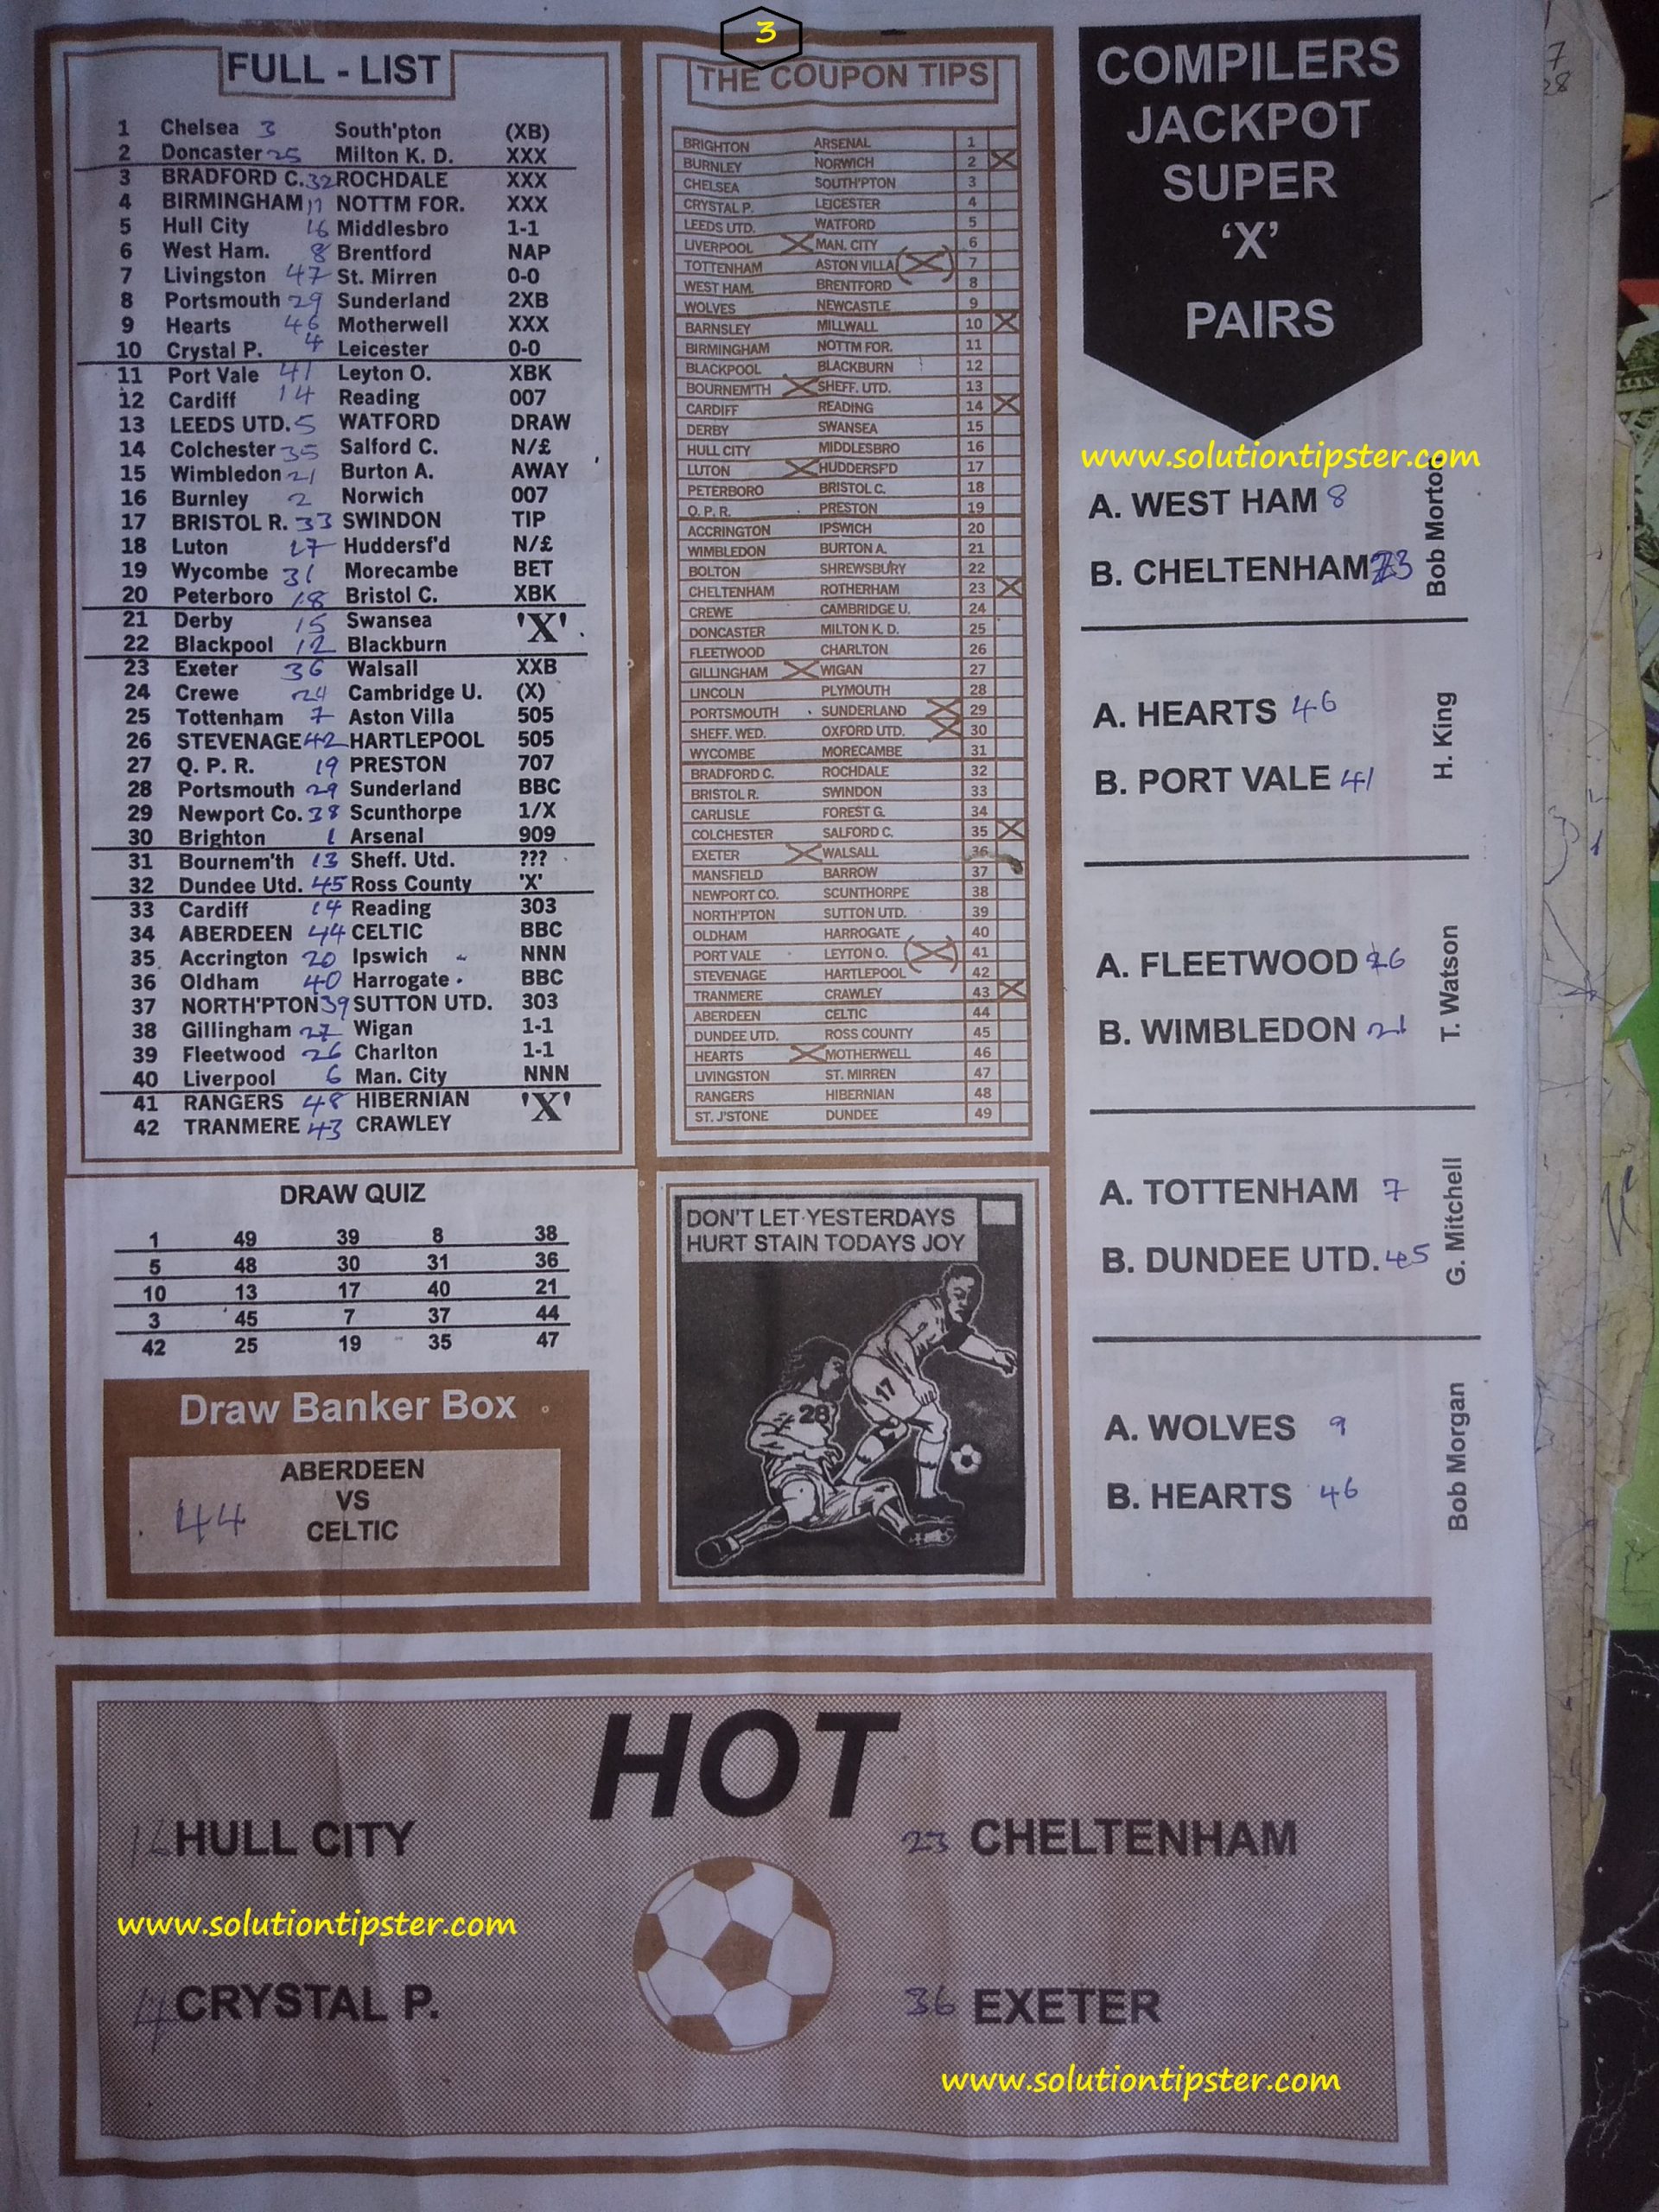 3
FULL - LIST
1 Chelsea 3 South'pton (XB)
2 Doncaster 25 Milton K. D. XXX
3 BRADFORD C. 32 ROCHDALE XXX
4 BIRMINGHAM 11 NOTTM FOR. XXX
5 Hull City 16 Middlesbro 1-1
6 West Ham. 8 Brentford NAP
7 Livingston 47 St. Mirren 0-0
8 Portsmouth 29 Sunderland 2XB
9 Hearts 46 Motherwell XXX
10 Crystal P. 4 Leicester 0-0
11 Port Vale 41 Leyton O. XBK
12 Cardiff 14 Reading 007
13 LEEDS UTD. 5 WATFORD DRAW
14 Colchester 35 Salford C. N/£
15 Wimbledon 21 Burton A. AWAY
16 Burnley 2 Norwich 007
17 BRISTOL R. 33 SWINDON TIP
18 Luton 17 Huddersf'd N/£
19 Wycombe 31 Morecambe BET
20 Peterboro 18 Bristol C. XBK
21 Derby 15 Swansea 'X'
22 Blackpool 12 Blackburn
23 Exeter 36 Walsall XXB
24 Crewe 24 Cambridge U. (X)
25 Tottenham 7 Aston Villa 505
26 STEVENAGE 42 HARTLEPOOL 505
27 Q. P. R. 19 PRESTON 707
28 Portsmouth 29 Sunderland BBC
29 Newport Co. 38 Scunthorpe 1/X
30 Brighton 1 Arsenal 909
31 Bournem'th 13 Sheff. Utd. ???
32 Dundee Utd. 45 Ross County 'X'
33 Cardiff 14 Reading 303
34 ABERDEEN 44 CELTIC BBC
35 Accrington 20 Ipswich NNN
36 Oldham 40 Harrogate BBC
37 NORTH'PTON 39 SUTTON UTD. 303
38 Gillingham 27 Wigan 1-1
39 Fleetwood 26 Charlton 1-1
40 Liverpool 6 Man. City NNN
41 RANGERS 48 HIBERNIAN 'X'
42 TRANMERE 43 CRAWLEY
THE COUPON TIPS
BRIGHTON ARSENAL 1
BURNLEY NORWICH 2 X
CHELSEA SOUTH'PTON 3
CRYSTAL P. LEICESTER 4
LEEDS UTD. WATFORD 5
LIVERPOOL X MAN. CITY 6
TOTTENHAM ASTON VILLA (X) 7
WEST HAM. BRENTFORD 8
WOLVES NEWCASTLE 9
BARNSLEY MILLWALL 10 X
BIRMINGHAM NOTTM FOR. 11
BLACKPOOL BLACKBURN 12
BOURNEM'TH X SHEFF. UTD. 13
CARDIFF READING 14 X
DERBY SWANSEA 15
HULL CITY MIDDLESBRO 16
LUTON X HUDDERSF'D 17
PETERBORO BRISTOL C. 18
Q. P. R. PRESTON 19
ACCRINGTON IPSWICH 20
WIMBLEDON BURTON A. 21
BOLTON SHREWSBURY 22
CHELTENHAM ROTHERHAM 23 X
CREWE CAMBRIDGE U. 24
DONCASTER MILTON K. D. 25
FLEETWOOD CHARLTON 26
GILLINGHAM X WIGAN 27
LINCOLN PLYMOUTH 28
PORTSMOUTH SUNDERLAND X 29
SHEFF. WED. OXFORD UTD. X 30
WYCOMBE MORECAMBE 31
BRADFORD C. ROCHDALE 32
BRISTOL R. SWINDON 33
CARLISLE FOREST G. 34
COLCHESTER SALFORD C. 35 X
EXETER X WALSALL 36
MANSFIELD BARROW 37
NEWPORT CO. SCUNTHORPE 38
NORTH'PTON SUTTON UTD. 39
OLDHAM HARROGATE 40
PORT VALE LEYTON O. (X) 41
STEVENAGE HARTLEPOOL 42
TRANMERE CRAWLEY 43 X
ABERDEEN CELTIC 44
DUNDEE UTD. ROSS COUNTY 45
HEARTS X MOTHERWELL 46
LIVINGSTON ST. MIRREN 47
RANGERS HIBERNIAN 48
ST. J'STONE DUNDEE 49
COMPILERS
JACKPOT
SUPER
'X'
PAIRS
www.solutiontipster.com
A. WEST HAM 8
B. CHELTENHAM 23
Bob Morton
A. HEARTS 46
B. PORT VALE 41
H. King
A. FLEETWOOD 26
B. WIMBLEDON 21
T. Watson
A. TOTTENHAM 7
B. DUNDEE UTD. 45
G. Mitchell
A. WOLVES 9
B. HEARTS 46
Bob Morgan
DRAW QUIZ
1 49 39 8 38
5 48 30 31 36
10 13 17 40 21
3 45 7 37 44
42 25 19 35 47
Draw Banker Box
ABERDEEN
VS
44 CELTIC
DON'T LET YESTERDAYS
HURT STAIN TODAYS JOY
28 17
HOT
16 HULL CITY
23 CHELTENHAM
www.solutiontipster.com
4 CRYSTAL P.
36 EXETER
www.solutiontipster.com